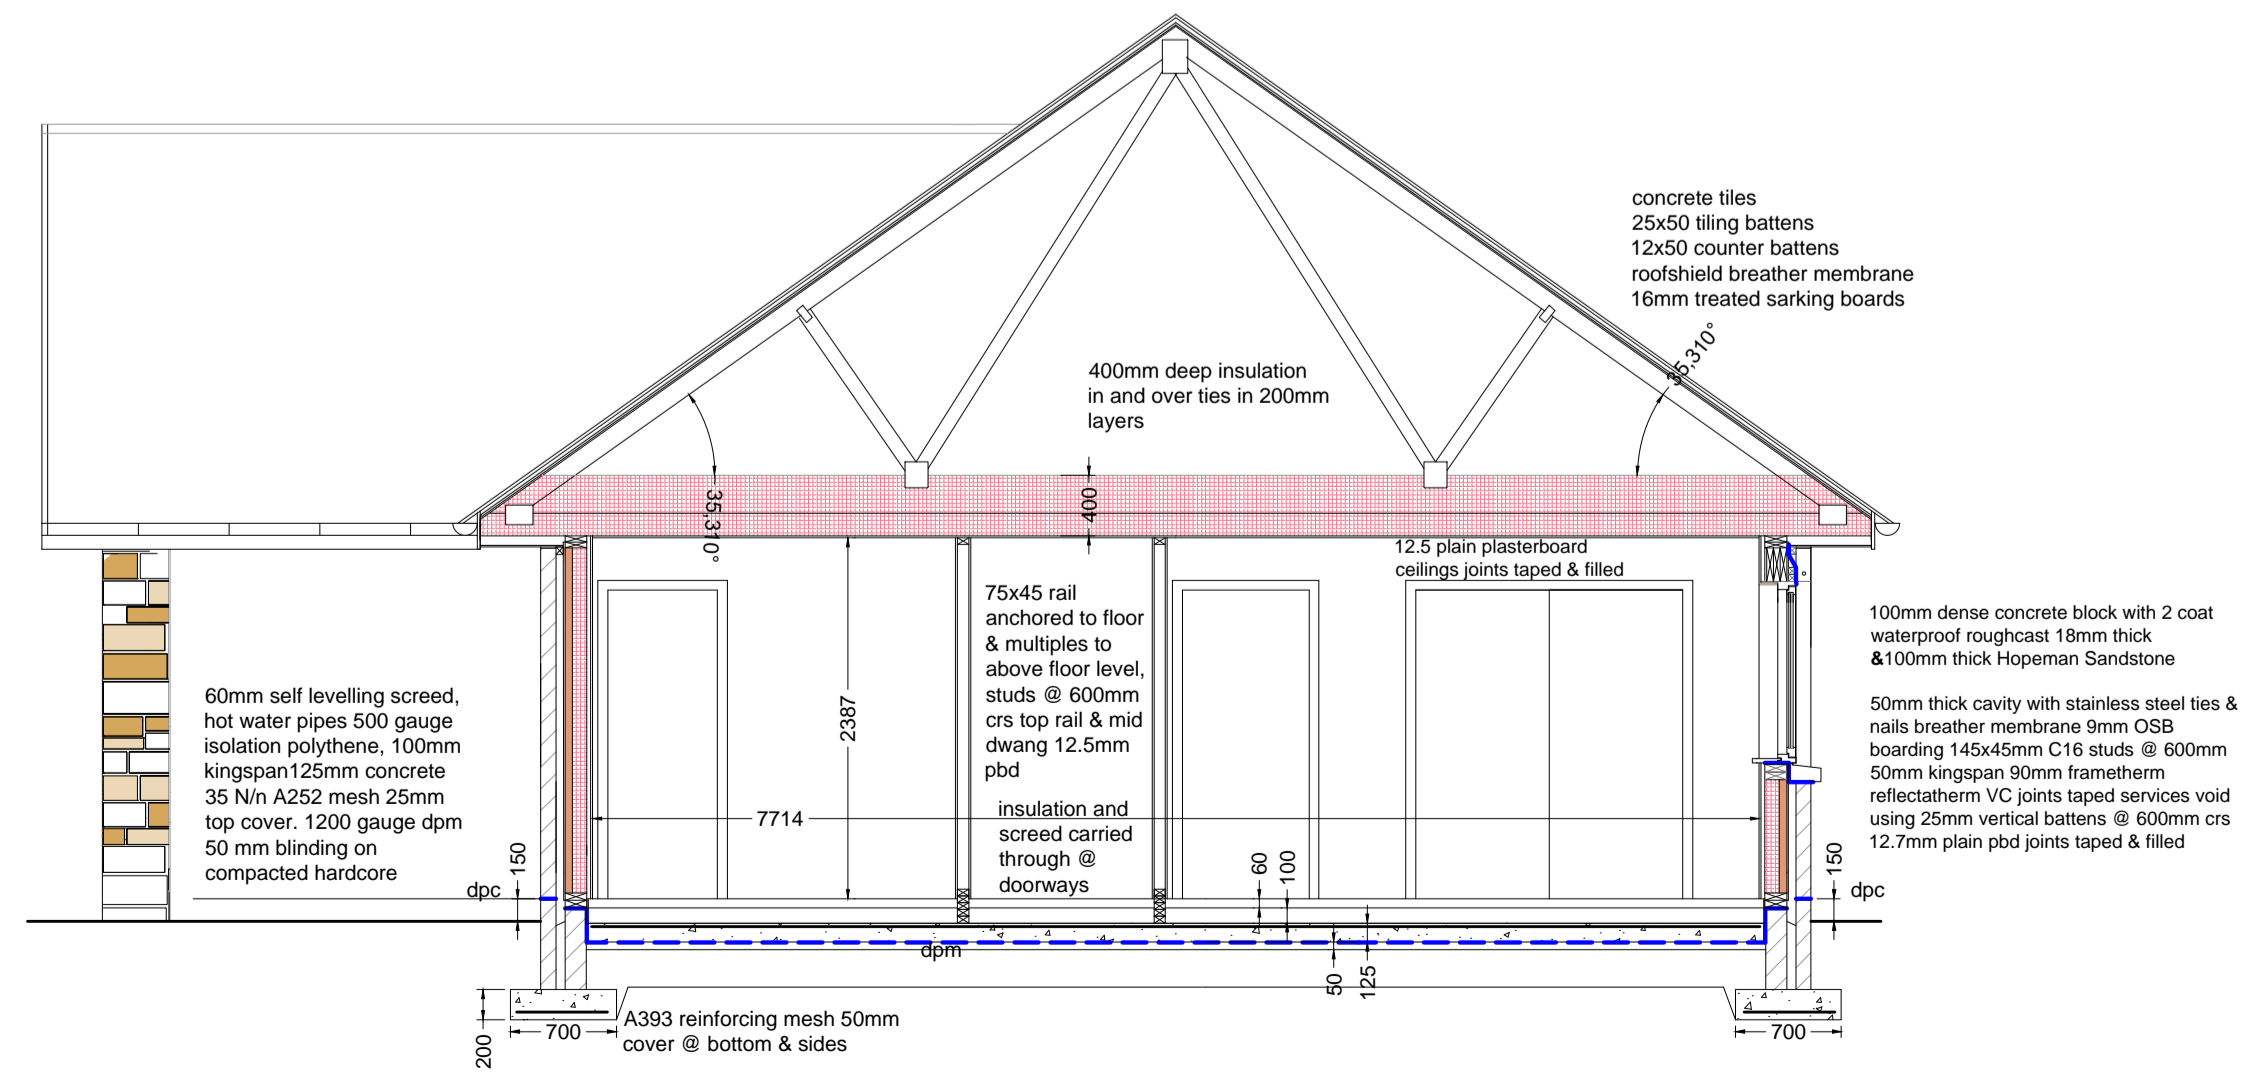 concrete tiles
25x50 tiling battens
12x50 counter battens
roofshield breather membrane
16mm treated sarking boards
35,310°
400mm deep insulation
in and over ties in 200mm
layers
400
35,310°
12.5 plain plasterboard
ceilings joints taped & filled
75x45 rail
anchored to floor
& multiples to
above floor level,
studs @ 600mm
crs top rail & mid
dwang 12.5mm
pbd
insulation and
screed carried
through @
doorways
2387
7714
100mm dense concrete block with 2 coat
waterproof roughcast 18mm thick
&100mm thick Hopeman Sandstone
50mm thick cavity with stainless steel ties &
nails breather membrane 9mm OSB
boarding 145x45mm C16 studs @ 600mm
50mm kingspan 90mm frametherm
reflectatherm VC joints taped services void
using 25mm vertical battens @ 600mm crs
12.7mm plain pbd joints taped & filled
60mm self levelling screed,
hot water pipes 500 gauge
isolation polythene, 100mm
kingspan125mm concrete
35 N/n A252 mesh 25mm
top cover. 1200 gauge dpm
50 mm blinding on
compacted hardcore
150
dpc
60
100
150
dpc
dpm
50
125
200
700
A393 reinforcing mesh 50mm
cover @ bottom & sides
700